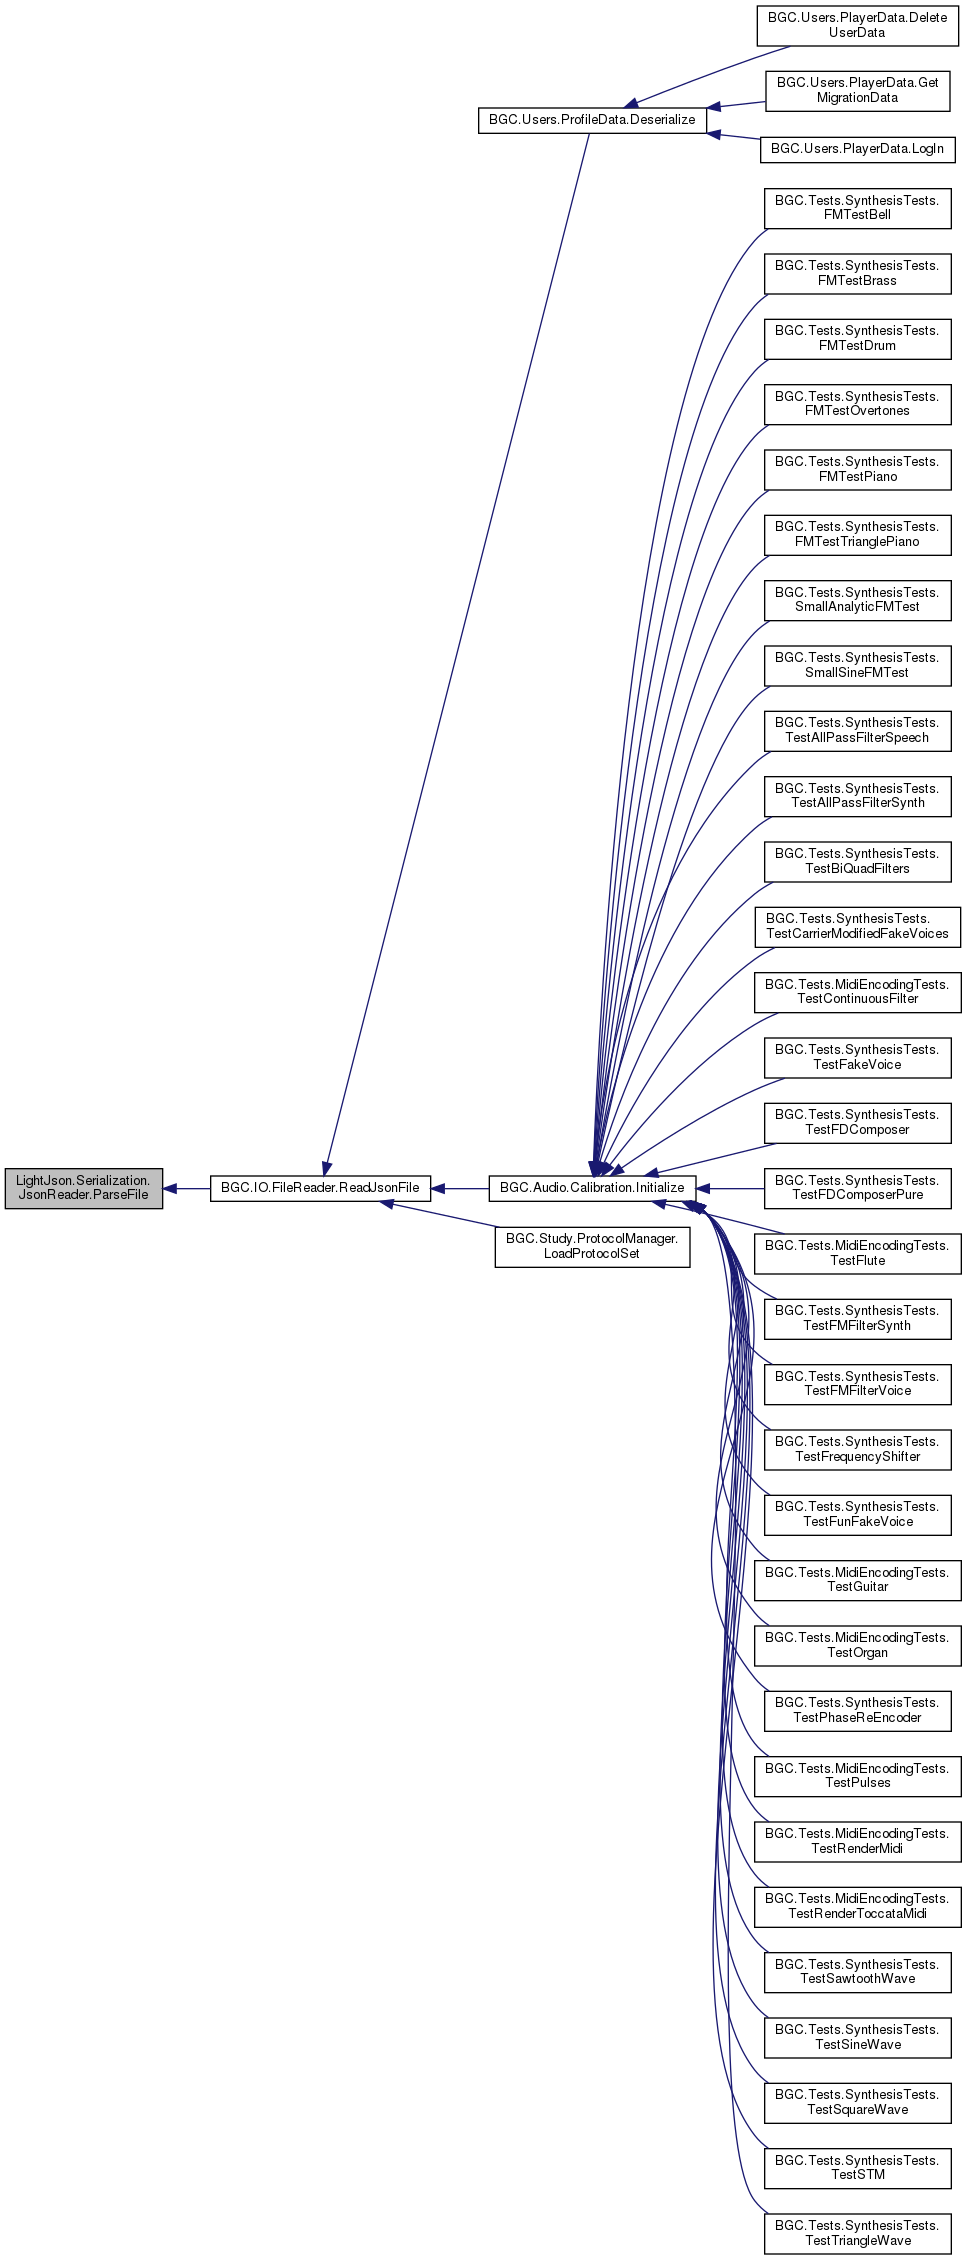 BGC.Users.PlayerData.Delete
UserData
BGC.Users.PlayerData.Get
MigrationData
BGC.Users.ProfileData.Deserialize
BGC.Users.PlayerData.LogIn
BGC.Tests.SynthesisTests.
FMTestBell
BGC.Tests.SynthesisTests.
FMTestBrass
BGC.Tests.SynthesisTests.
FMTestDrum
BGC.Tests.SynthesisTests.
FMTestOvertones
BGC.Tests.SynthesisTests.
FMTestPiano
BGC.Tests.SynthesisTests.
FMTestTrianglePiano
BGC.Tests.SynthesisTests.
SmallAnalyticFMTest
BGC.Tests.SynthesisTests.
SmallSineFMTest
BGC.Tests.SynthesisTests.
TestAllPassFilterSpeech
BGC.Tests.SynthesisTests.
TestAllPassFilterSynth
BGC.Tests.SynthesisTests.
TestBiQuadFilters
BGC.Tests.SynthesisTests.
TestCarrierModifiedFakeVoices
BGC.Tests.MidiEncodingTests.
TestContinuousFilter
BGC.Tests.SynthesisTests.
TestFakeVoice
BGC.Tests.SynthesisTests.
TestFDComposer
LightJson.Serialization.
JsonReader.ParseFile
BGC.IO.FileReader.ReadJsonFile
BGC.Audio.Calibration.Initialize
BGC.Tests.SynthesisTests.
TestFDComposerPure
BGC.Study.ProtocolManager.
LoadProtocolSet
BGC.Tests.MidiEncodingTests.
TestFlute
BGC.Tests.SynthesisTests.
TestFMFilterSynth
BGC.Tests.SynthesisTests.
TestFMFilterVoice
BGC.Tests.SynthesisTests.
TestFrequencyShifter
BGC.Tests.SynthesisTests.
TestFunFakeVoice
BGC.Tests.MidiEncodingTests.
TestGuitar
BGC.Tests.MidiEncodingTests.
TestOrgan
BGC.Tests.SynthesisTests.
TestPhaseReEncoder
BGC.Tests.MidiEncodingTests.
TestPulses
BGC.Tests.MidiEncodingTests.
TestRenderMidi
BGC.Tests.MidiEncodingTests.
TestRenderToccataMidi
BGC.Tests.SynthesisTests.
TestSawtoothWave
BGC.Tests.SynthesisTests.
TestSineWave
BGC.Tests.SynthesisTests.
TestSquareWave
BGC.Tests.SynthesisTests.
TestSTM
BGC.Tests.SynthesisTests.
TestTriangleWave